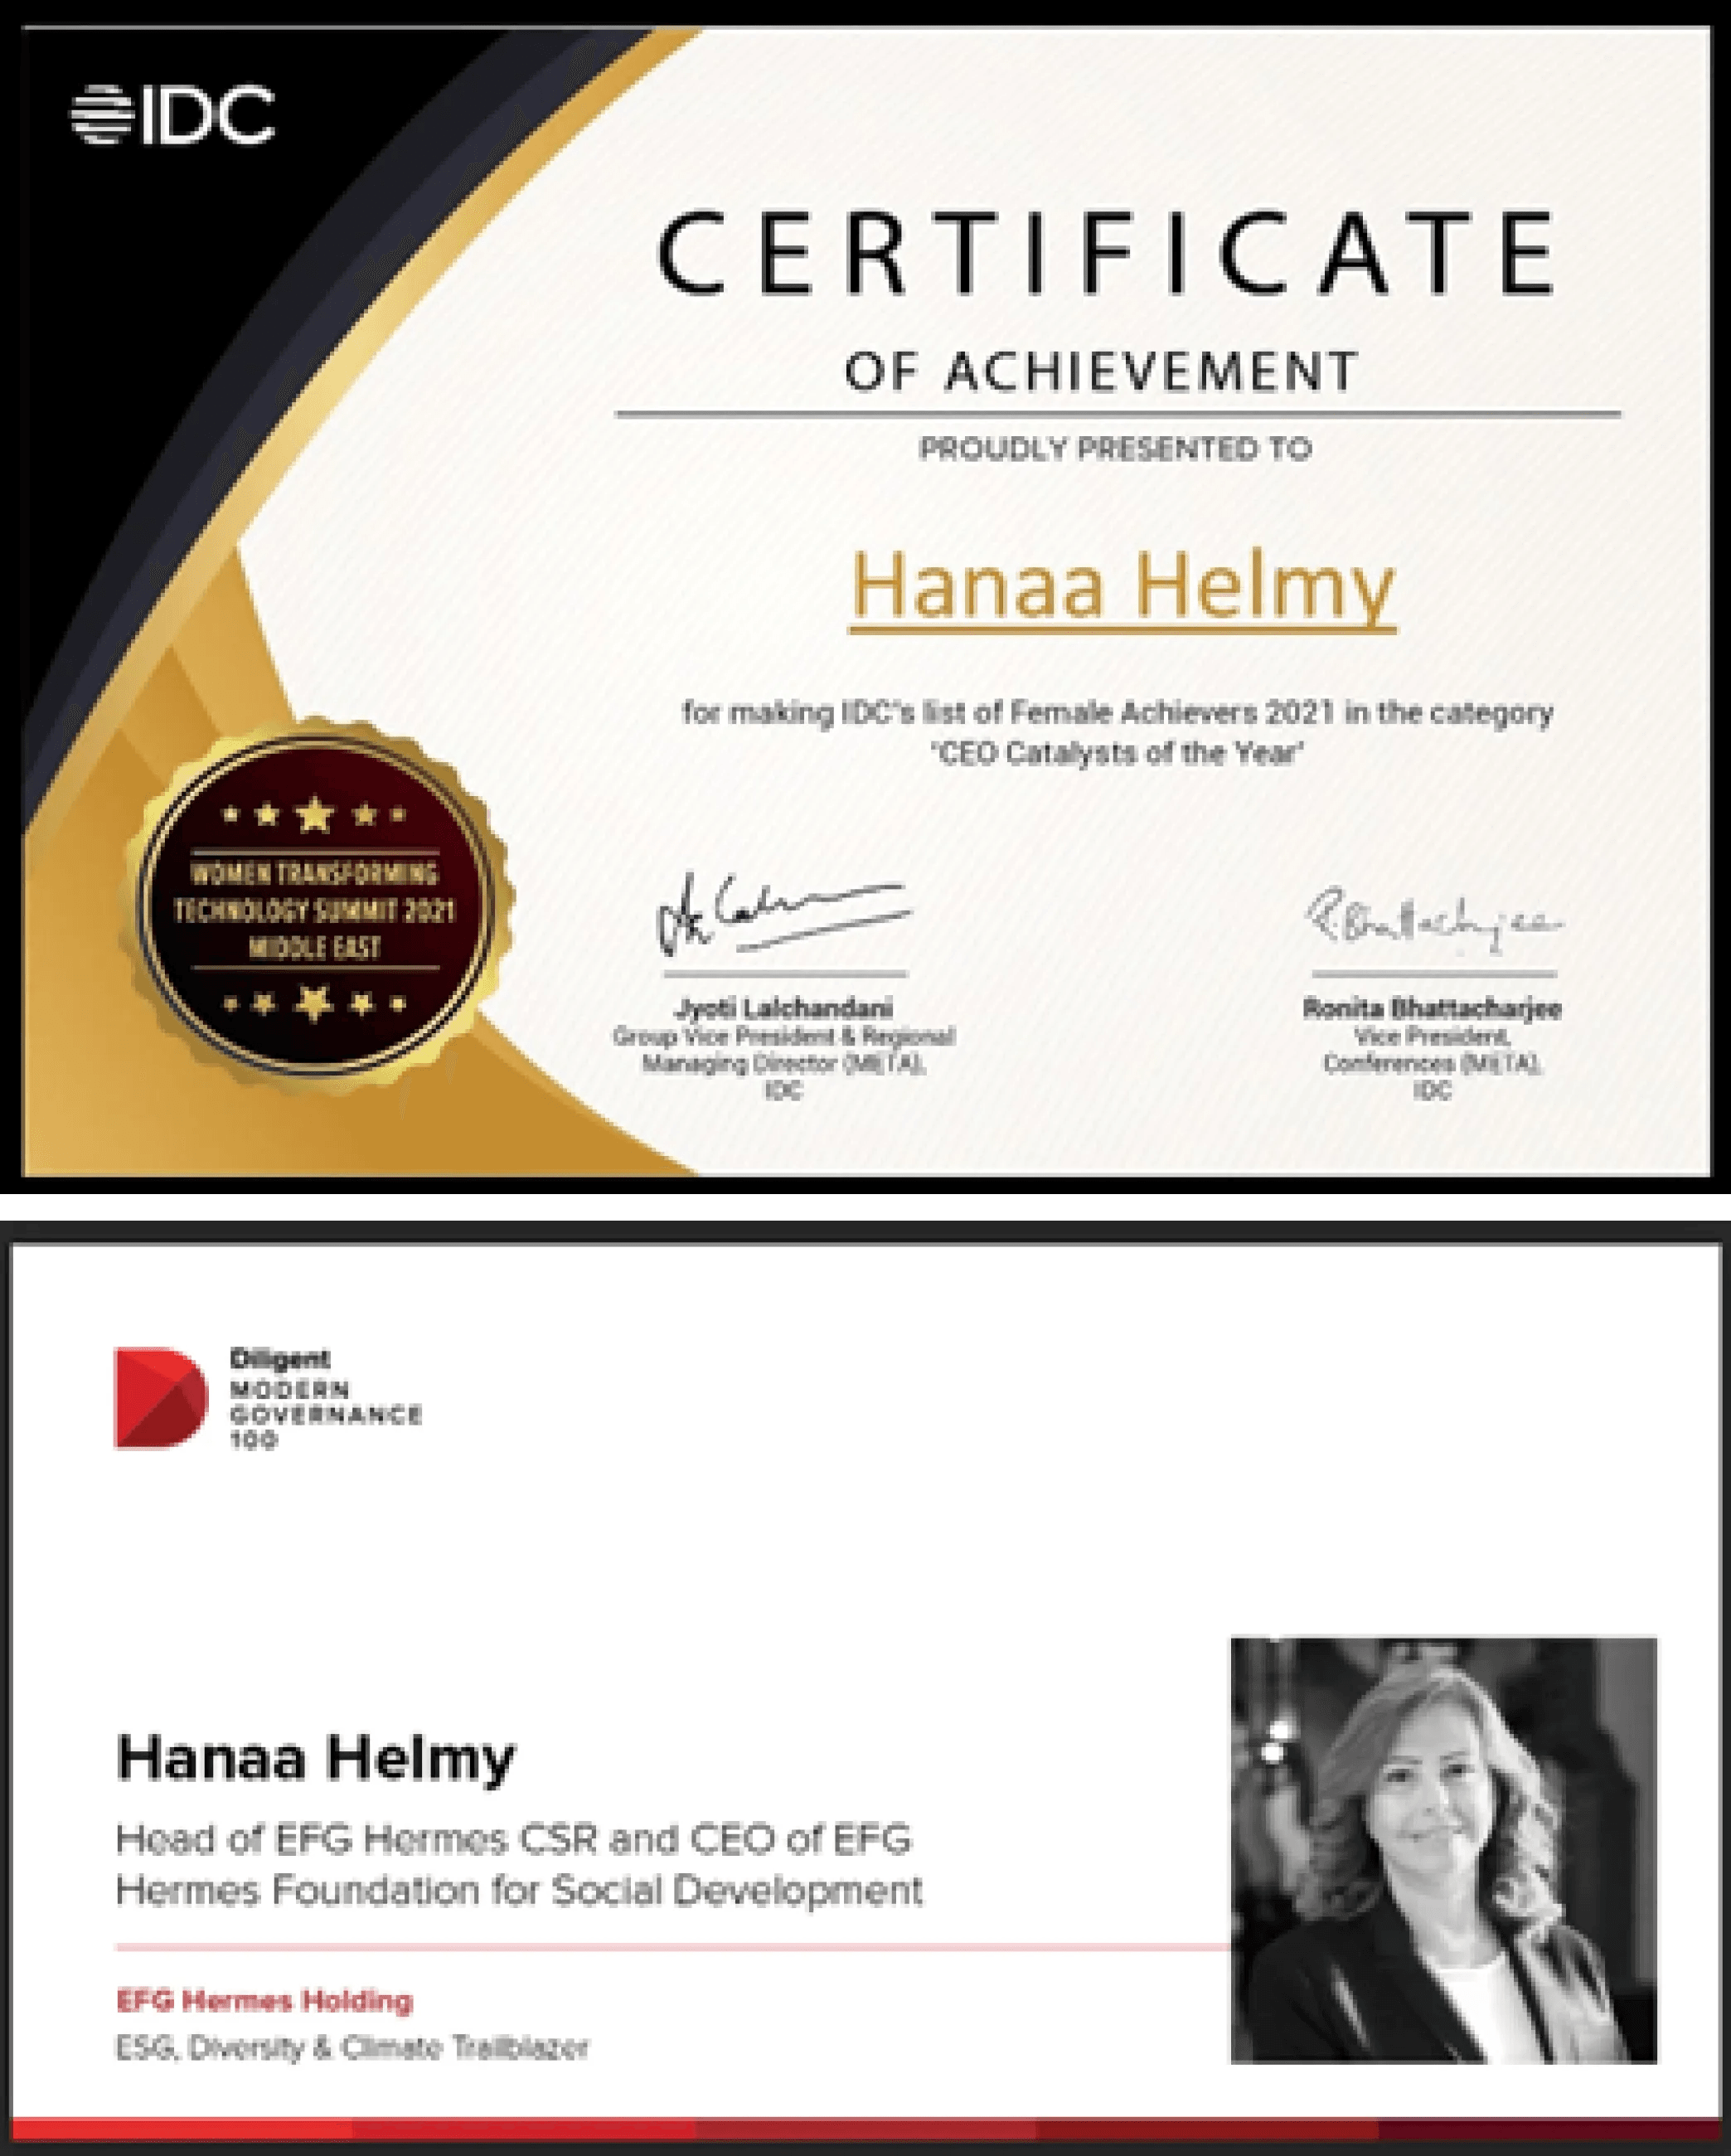 IDC
CERTIFICATE
OF ACHIEVEMENT
PROUDLY PRESENTED TO
Hanaa Helmy
for making IDC's list of Female Achievers 2021 in the category
'CEO Catalysts of the Year'
WOMEN TRANSFORMING
TECHNOLOGY SUMMIT 2021
MIDDLE EAST
Jyoti Lalchandani
Group Vice President & Regional
Managing Director (META),
IDC
R.Bhattacharjee
Ronita Bhattacharjee
Vice President,
Conferences (META),
IDC
Diligent
MODERN
GOVERNANCE
100
Hanaa Helmy
Head of EFG Hermes CSR and CEO of EFG
Hermes Foundation for Social Development
EFG Hermes Holding
ESG, Diversity & Climate Trailblazer